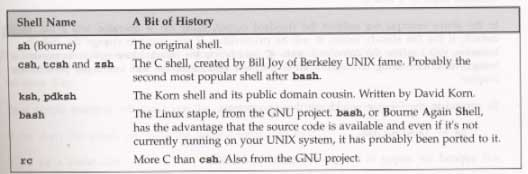 Shell Name A Bit of History
sh (Bourne) The original shell.
csh, tcsh and zsh The C shell, created by Bill Joy of Berkeley UNIX fame. Probably the
second most popular shell after bash.
ksh, pdksh The Korn shell and its public domain cousin. Written by David Korn.
bash The Linux staple, from the GNU project. bash, or Bourne Again Shell,
has the advantage that the source code is available and even if it's not
currently running on your UNIX system, it has probably been ported to it.
rc More C than csh. Also from the GNU project.